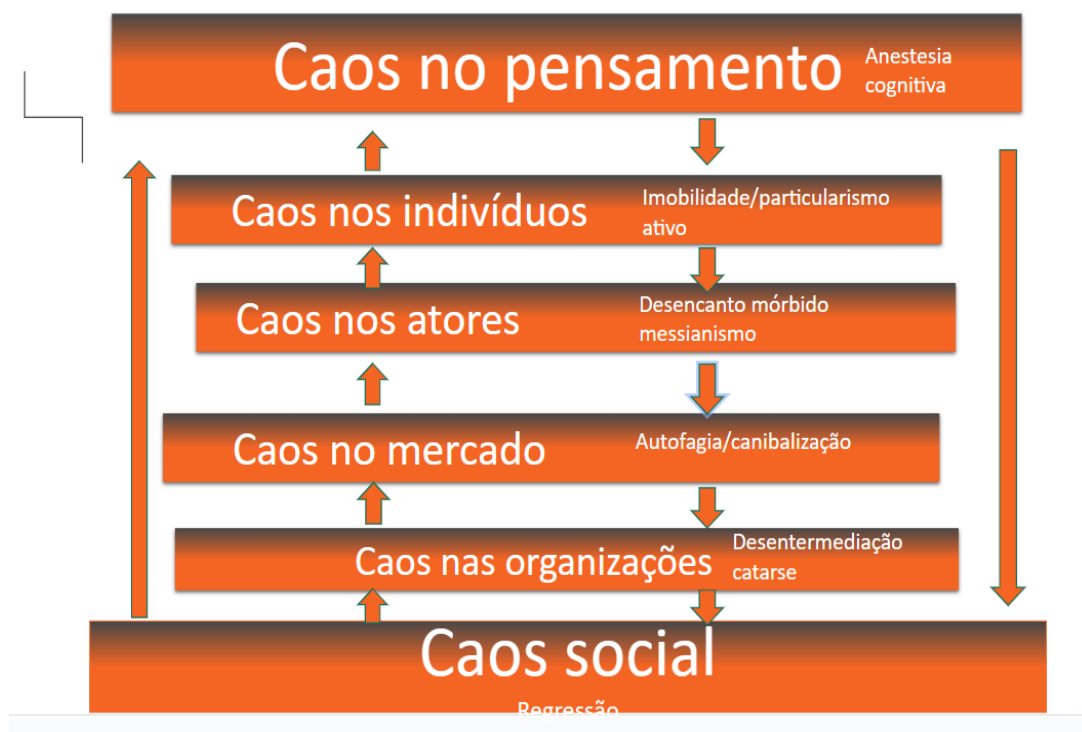 Caos no pensamento
Anestesia
cognitiva
Caos nos indivíduos
Imobilidade/particularismo
ativo
Caos nos atores
Desencanto mórbido
messianismo
Caos no mercado
Autofagia/canibalização
Caos nas organizações
Desentermediação
catarse
Caos social
Regressão